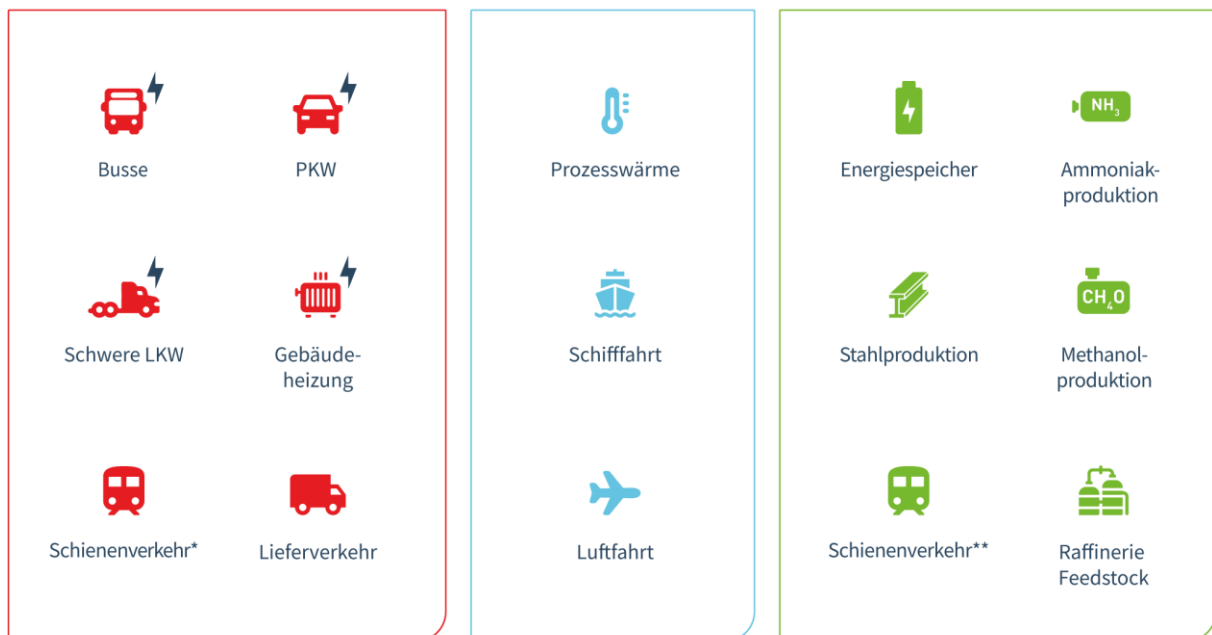 Busse
PKW
Schwere LKW
Gebäude-
heizung
Schienenverkehr*
Lieferverkehr
Prozesswärme
Schifffahrt
Luftfahrt
Energiespeicher
NH₃
Ammoniak-
produktion
Stahlproduktion
CH₄O
Methanol-
produktion
Schienenverkehr**
Raffinerie
Feedstock